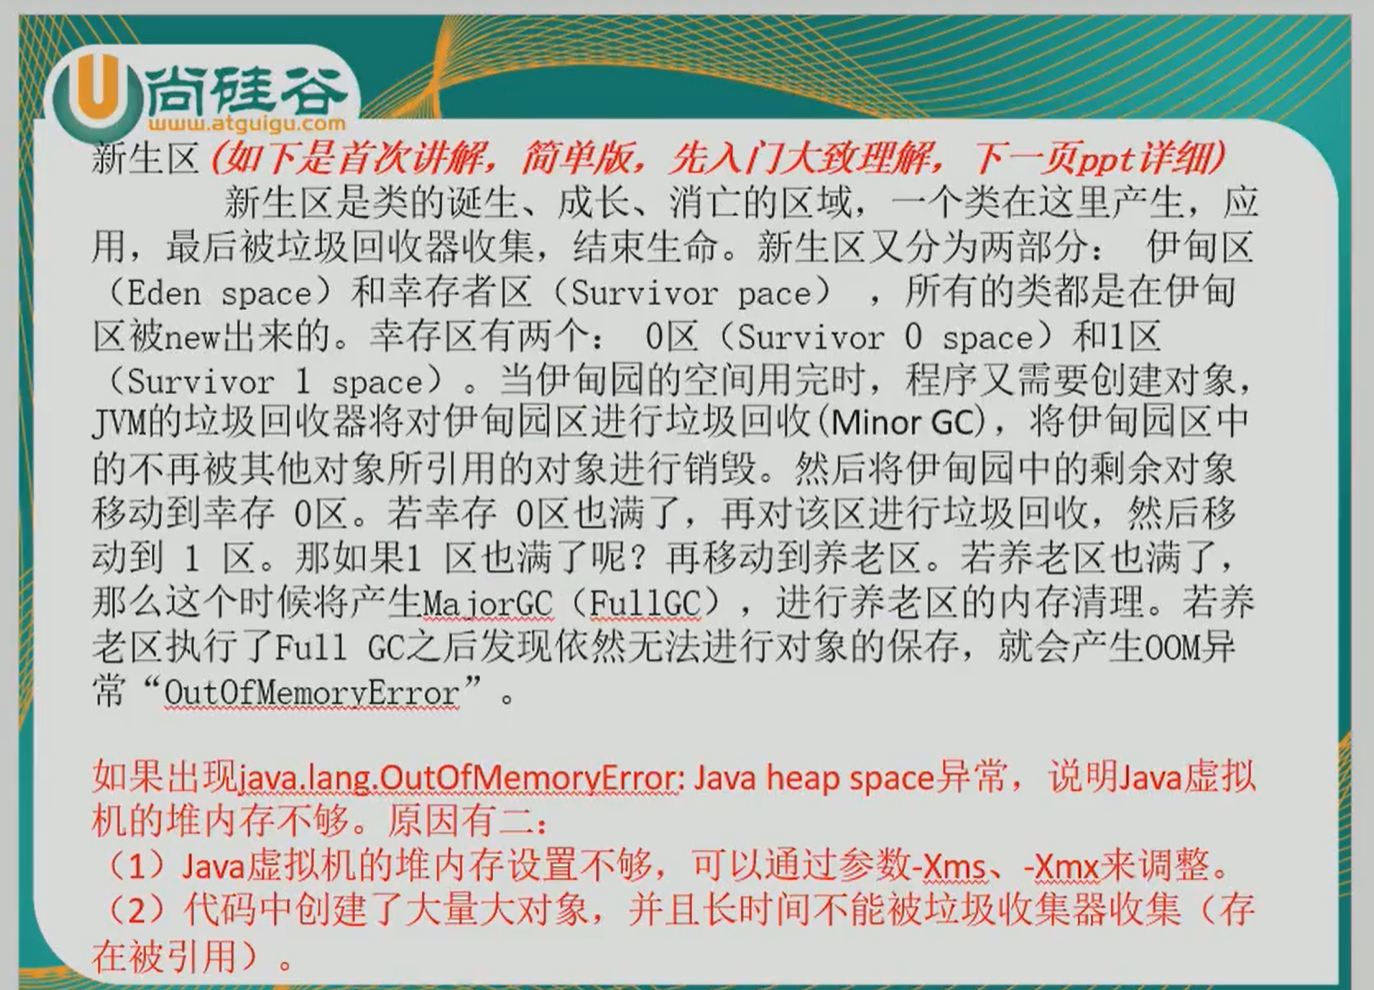 尚硅谷
www.atguigu.com
新生区(如下是首次讲解，简单版，先入门大致理解，下一页ppt详细)
新生区是类的诞生、成长、消亡的区域，一个类在这里产生，应
用，最后被垃圾回收器收集，结束生命。新生区又分为两部分： 伊甸区
（Eden space）和幸存者区（Survivor pace） ，所有的类都是在伊甸
区被new出来的。幸存区有两个： 0区（Survivor 0 space）和1区
（Survivor 1 space）。当伊甸园的空间用完时，程序又需要创建对象，
JVM的垃圾回收器将对伊甸园区进行垃圾回收(Minor GC)，将伊甸园区中
的不再被其他对象所引用的对象进行销毁。然后将伊甸园中的剩余对象
移动到幸存 0区。若幸存 0区也满了，再对该区进行垃圾回收，然后移
动到 1 区。那如果1 区也满了呢？再移动到养老区。若养老区也满了，
那么这个时候将产生MajorGC（FullGC），进行养老区的内存清理。若养
老区执行了Full GC之后发现依然无法进行对象的保存，就会产生OOM异
常“OutOfMemoryError”。
如果出现java.lang.OutOfMemoryError: Java heap space异常，说明Java虚拟
机的堆内存不够。原因有二：
（1）Java虚拟机的堆内存设置不够，可以通过参数-Xms、-Xmx来调整。
（2）代码中创建了大量大对象，并且长时间不能被垃圾收集器收集（存
在被引用）。